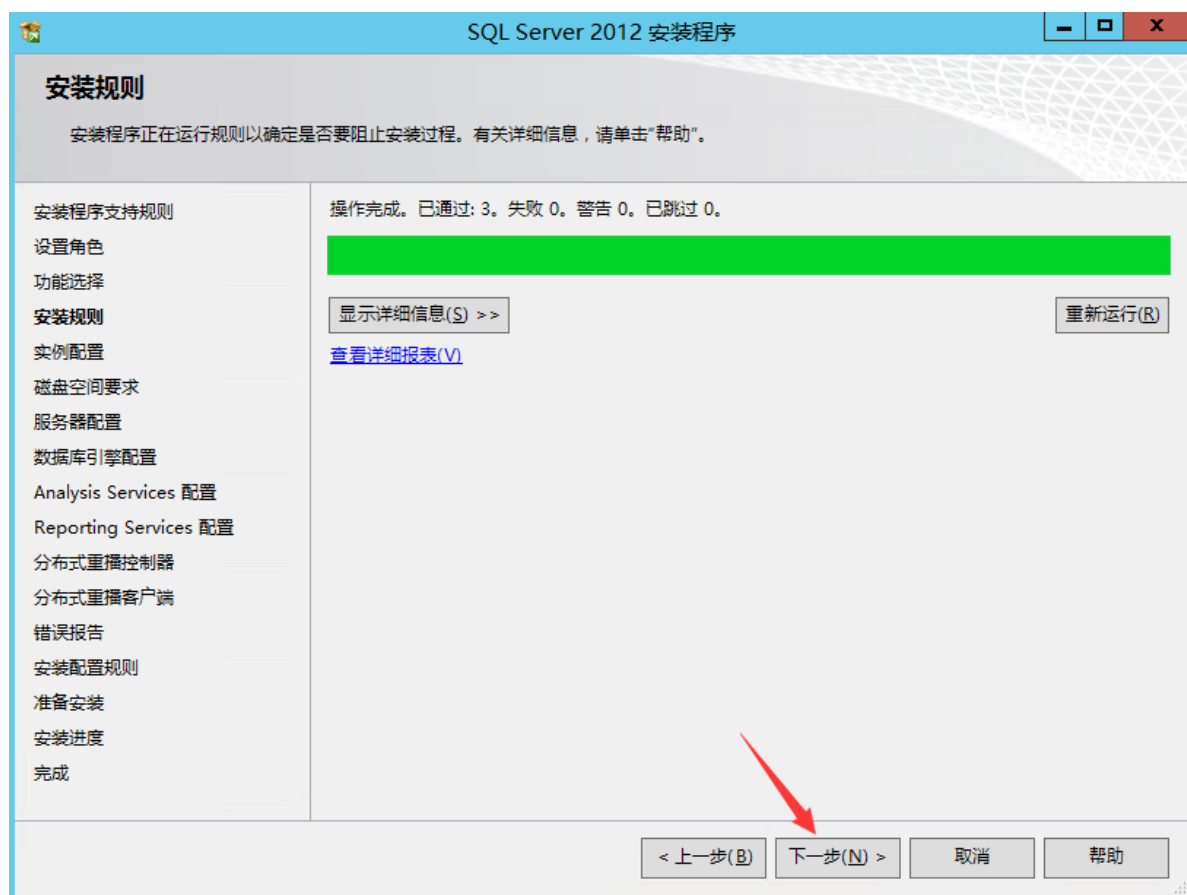 SQL Server 2012 安装程序
安装规则
安装程序正在运行规则以确定是否要阻止安装过程。有关详细信息，请单击“帮助”。
安装程序支持规则
设置角色
功能选择
安装规则
实例配置
磁盘空间要求
服务器配置
数据库引擎配置
Analysis Services 配置
Reporting Services 配置
分布式重播控制器
分布式重播客户端
错误报告
安装配置规则
准备安装
安装进度
完成
操作完成。已通过: 3。失败 0。警告 0。已跳过 0。
显示详细信息(S) >>
重新运行(R)
查看详细报表(V)
< 上一步(B)
下一步(N) >
取消
帮助